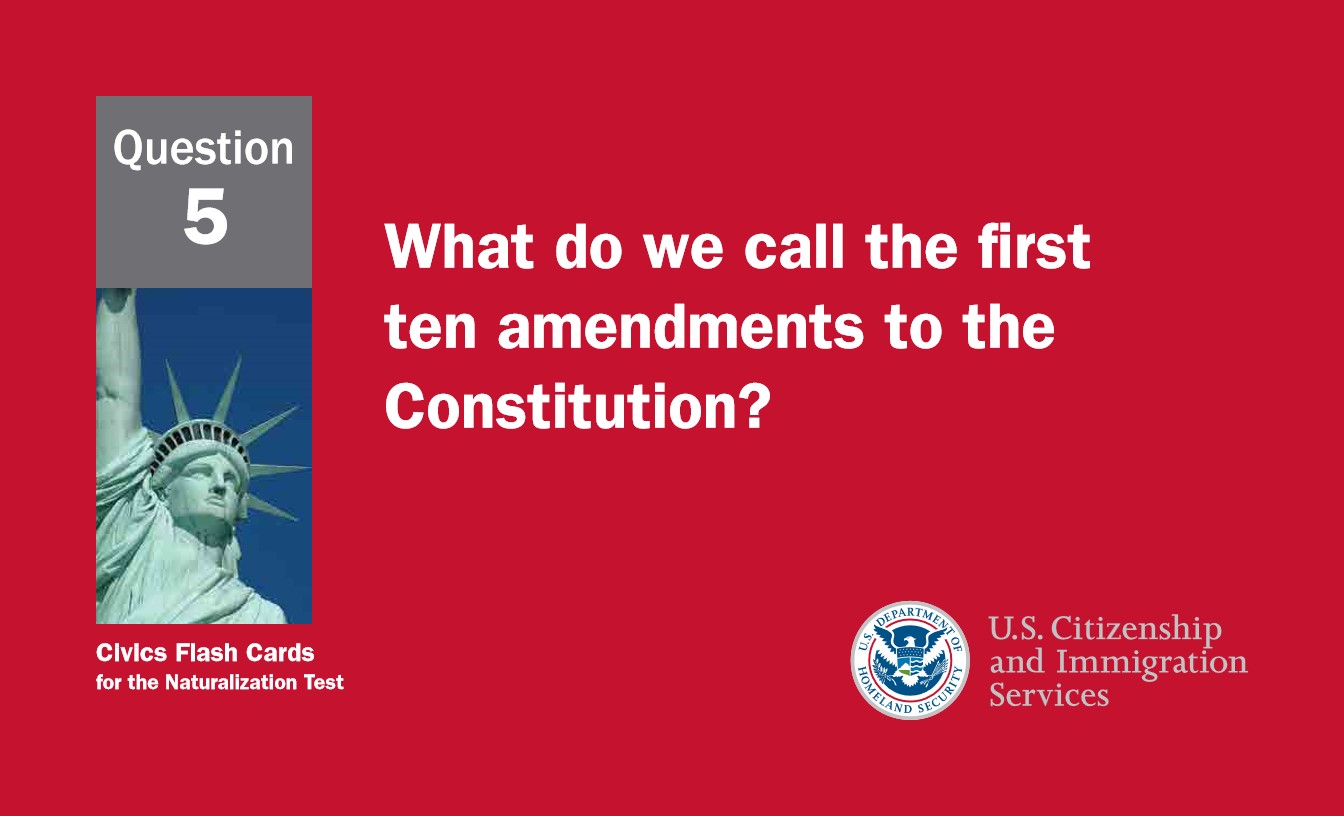 Question
5
What do we call the first
ten amendments to the
Constitution?
Civics Flash Cards
for the Naturalization Test
U.S. DEPARTMENT OF
HOMELAND SECURITY
U.S. Citizenship
and Immigration
Services